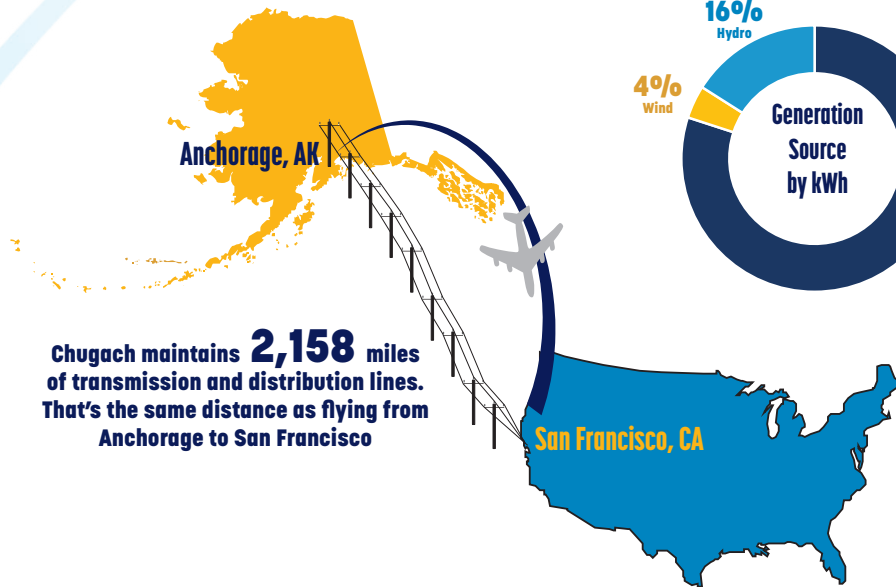 16%
Hydro
4%
Wind
Generation
Source
by kWh
Anchorage, AK
Chugach maintains 2,158 miles
of transmission and distribution lines.
That’s the same distance as flying from
Anchorage to San Francisco
San Francisco, CA